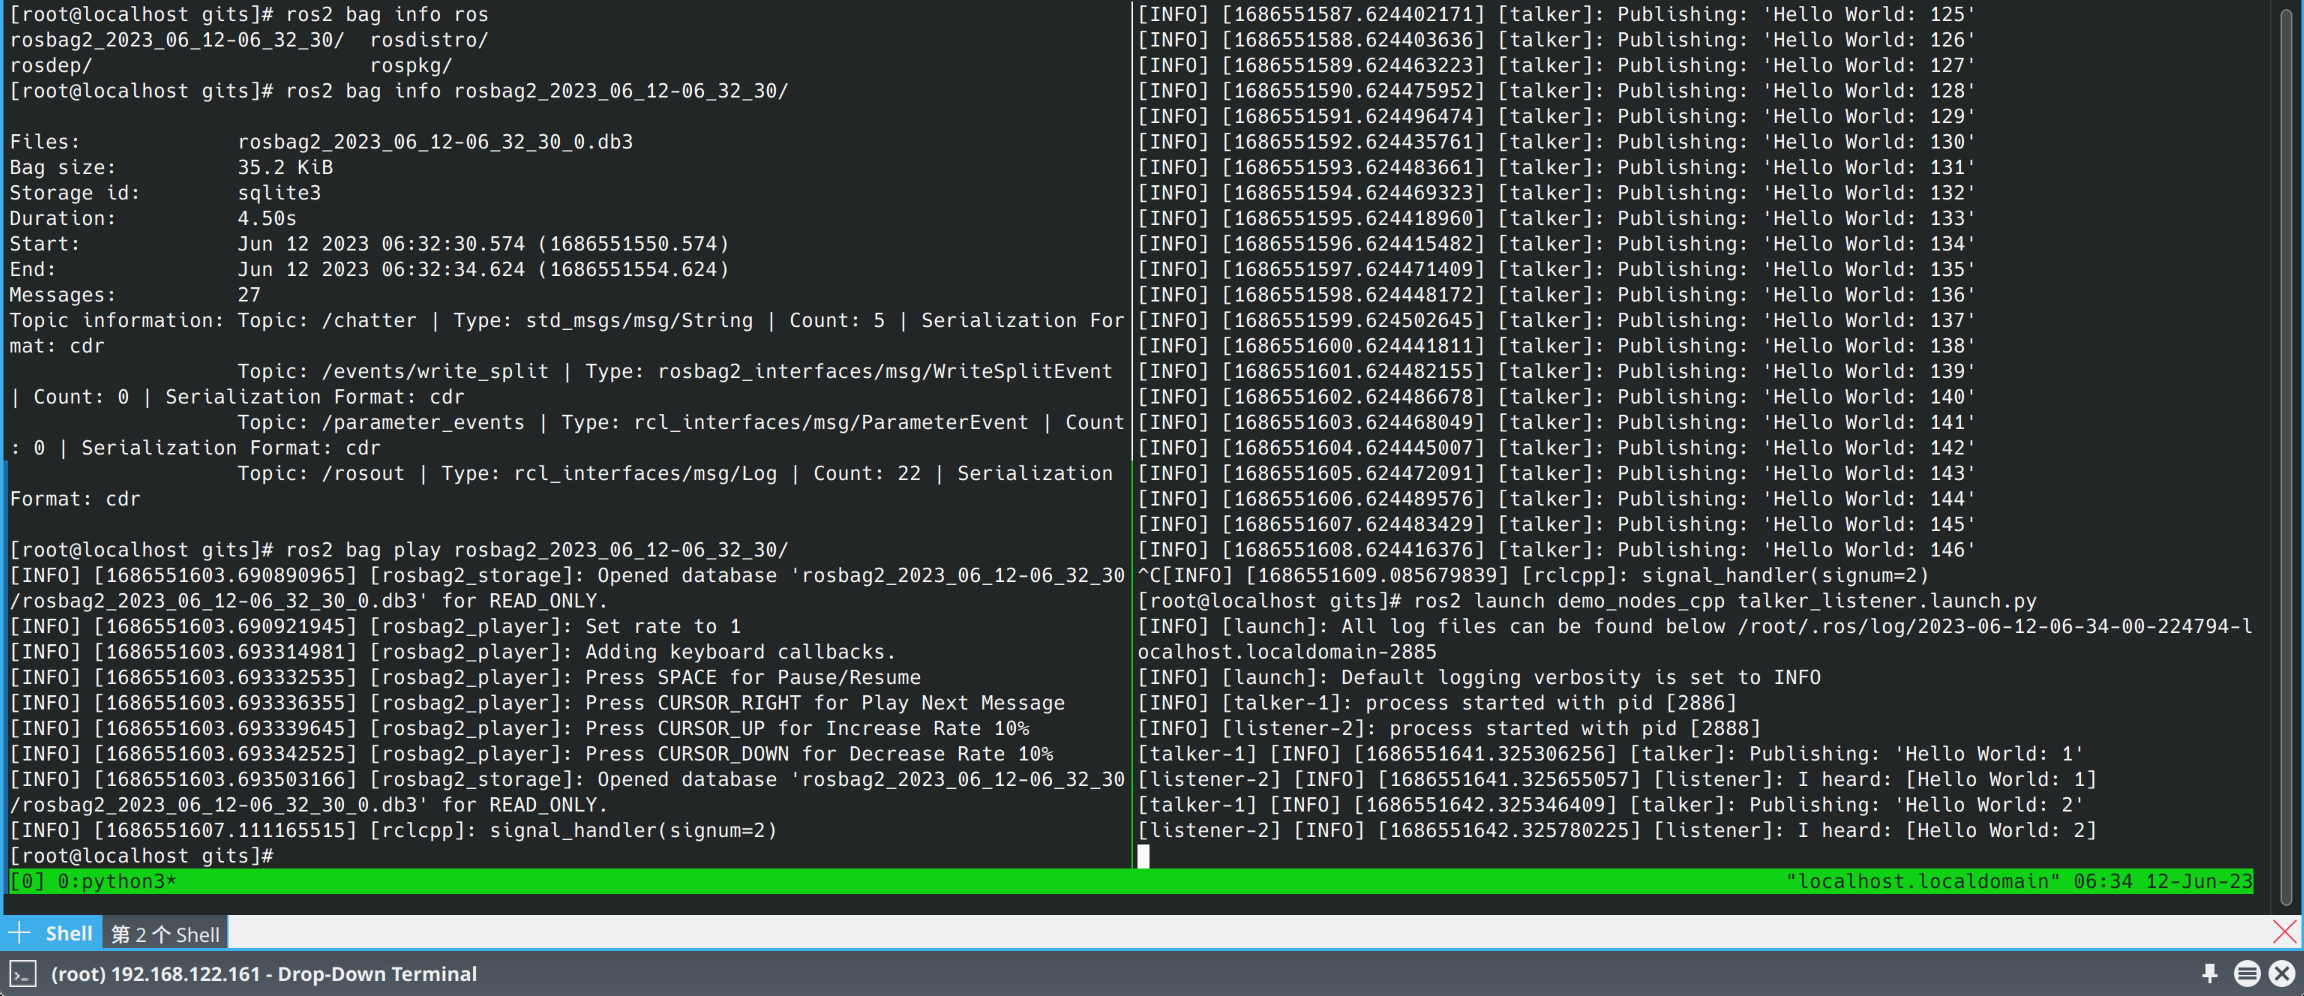 [root@localhost gits]# ros2 bag info ros
rosbag2_2023_06_12-06_32_30/  rosdistro/
rosdep/                       rospkg/
[root@localhost gits]# ros2 bag info rosbag2_2023_06_12-06_32_30/

Files:             rosbag2_2023_06_12-06_32_30_0.db3
Bag size:          35.2 KiB
Storage id:        sqlite3
Duration:          4.50s
Start:             Jun 12 2023 06:32:30.574 (1686551550.574)
End:               Jun 12 2023 06:32:34.624 (1686551554.624)
Messages:          27
Topic information: Topic: /chatter | Type: std_msgs/msg/String | Count: 5 | Serialization For
mat: cdr
                   Topic: /events/write_split | Type: rosbag2_interfaces/msg/WriteSplitEvent
| Count: 0 | Serialization Format: cdr
                   Topic: /parameter_events | Type: rcl_interfaces/msg/ParameterEvent | Count
: 0 | Serialization Format: cdr
                   Topic: /rosout | Type: rcl_interfaces/msg/Log | Count: 22 | Serialization
Format: cdr

[root@localhost gits]# ros2 bag play rosbag2_2023_06_12-06_32_30/
[INFO] [1686551603.690890965] [rosbag2_storage]: Opened database 'rosbag2_2023_06_12-06_32_30
/rosbag2_2023_06_12-06_32_30_0.db3' for READ_ONLY.
[INFO] [1686551603.690921945] [rosbag2_player]: Set rate to 1
[INFO] [1686551603.693314981] [rosbag2_player]: Adding keyboard callbacks.
[INFO] [1686551603.693332535] [rosbag2_player]: Press SPACE for Pause/Resume
[INFO] [1686551603.693336355] [rosbag2_player]: Press CURSOR_RIGHT for Play Next Message
[INFO] [1686551603.693339645] [rosbag2_player]: Press CURSOR_UP for Increase Rate 10%
[INFO] [1686551603.693342525] [rosbag2_player]: Press CURSOR_DOWN for Decrease Rate 10%
[INFO] [1686551603.693503166] [rosbag2_storage]: Opened database 'rosbag2_2023_06_12-06_32_30
/rosbag2_2023_06_12-06_32_30_0.db3' for READ_ONLY.
[INFO] [1686551607.111165515] [rclcpp]: signal_handler(signum=2)
[root@localhost gits]#
[INFO] [1686551587.624402171] [talker]: Publishing: 'Hello World: 125'
[INFO] [1686551588.624403636] [talker]: Publishing: 'Hello World: 126'
[INFO] [1686551589.624463223] [talker]: Publishing: 'Hello World: 127'
[INFO] [1686551590.624475952] [talker]: Publishing: 'Hello World: 128'
[INFO] [1686551591.624496474] [talker]: Publishing: 'Hello World: 129'
[INFO] [1686551592.624435761] [talker]: Publishing: 'Hello World: 130'
[INFO] [1686551593.624483661] [talker]: Publishing: 'Hello World: 131'
[INFO] [1686551594.624469323] [talker]: Publishing: 'Hello World: 132'
[INFO] [1686551595.624418960] [talker]: Publishing: 'Hello World: 133'
[INFO] [1686551596.624415482] [talker]: Publishing: 'Hello World: 134'
[INFO] [1686551597.624471409] [talker]: Publishing: 'Hello World: 135'
[INFO] [1686551598.624448172] [talker]: Publishing: 'Hello World: 136'
[INFO] [1686551599.624502645] [talker]: Publishing: 'Hello World: 137'
[INFO] [1686551600.624441811] [talker]: Publishing: 'Hello World: 138'
[INFO] [1686551601.624482155] [talker]: Publishing: 'Hello World: 139'
[INFO] [1686551602.624486678] [talker]: Publishing: 'Hello World: 140'
[INFO] [1686551603.624468049] [talker]: Publishing: 'Hello World: 141'
[INFO] [1686551604.624445007] [talker]: Publishing: 'Hello World: 142'
[INFO] [1686551605.624472091] [talker]: Publishing: 'Hello World: 143'
[INFO] [1686551606.624489576] [talker]: Publishing: 'Hello World: 144'
[INFO] [1686551607.624483429] [talker]: Publishing: 'Hello World: 145'
[INFO] [1686551608.624416376] [talker]: Publishing: 'Hello World: 146'
^C[INFO] [1686551609.085679839] [rclcpp]: signal_handler(signum=2)
[root@localhost gits]# ros2 launch demo_nodes_cpp talker_listener.launch.py
[INFO] [launch]: All log files can be found below /root/.ros/log/2023-06-12-06-34-00-224794-l
ocalhost.localdomain-2885
[INFO] [launch]: Default logging verbosity is set to INFO
[INFO] [talker-1]: process started with pid [2886]
[INFO] [listener-2]: process started with pid [2888]
[talker-1] [INFO] [1686551641.325306256] [talker]: Publishing: 'Hello World: 1'
[listener-2] [INFO] [1686551641.325655057] [listener]: I heard: [Hello World: 1]
[talker-1] [INFO] [1686551642.325346409] [talker]: Publishing: 'Hello World: 2'
[listener-2] [INFO] [1686551642.325780225] [listener]: I heard: [Hello World: 2]
[0] 0:python3*    "localhost.localdomain" 06:34 12-Jun-23
Shell  第 2 个 Shell
(root) 192.168.122.161 - Drop-Down Terminal